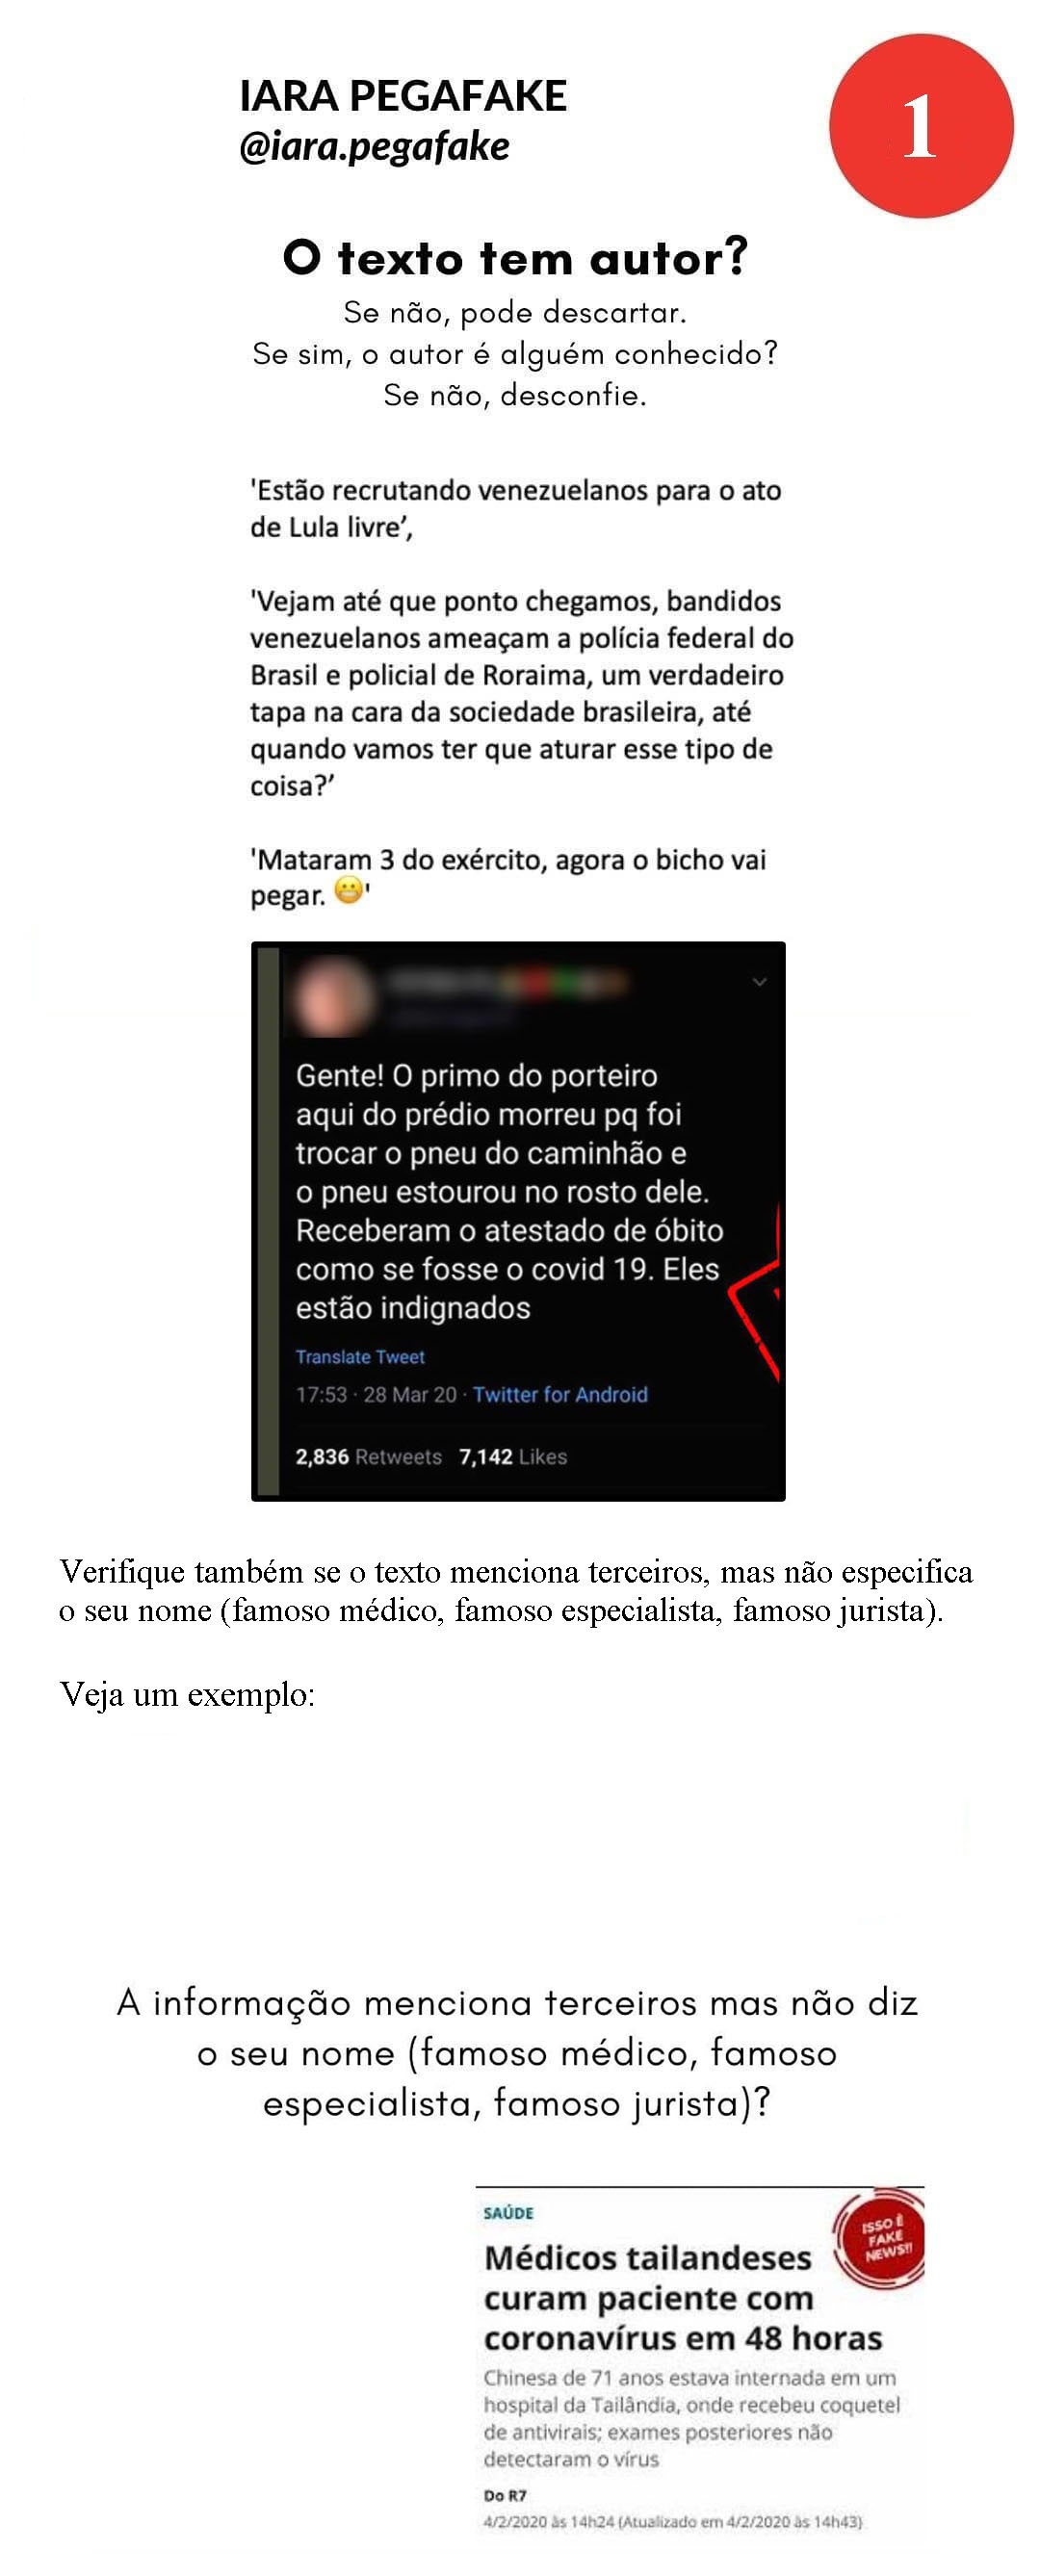 IARA PEGAFAKE
@iara.pegafake
1
O texto tem autor?
Se não, pode descartar.
Se sim, o autor é alguém conhecido?
Se não, desconfie.
'Estão recrutando venezuelanos para o ato
de Lula livre’,
'Vejam até que ponto chegamos, bandidos
venezuelanos ameaçam a polícia federal do
Brasil e policial de Roraima, um verdadeiro
tapa na cara da sociedade brasileira, até
quando vamos ter que aturar esse tipo de
coisa?’
'Mataram 3 do exército, agora o bicho vai
pegar. 😬'
Gente! O primo do porteiro
aqui do prédio morreu pq foi
trocar o pneu do caminhão e
o pneu estourou no rosto dele.
Receberam o atestado de óbito
como se fosse o covid 19. Eles
estão indignados
Translate Tweet
17:53 · 28 Mar 20 · Twitter for Android
2,836 Retweets 7,142 Likes
Verifique também se o texto menciona terceiros, mas não especifica
o seu nome (famoso médico, famoso especialista, famoso jurista).
Veja um exemplo:
A informação menciona terceiros mas não diz
o seu nome (famoso médico, famoso
especialista, famoso jurista)?
SAÚDE
ISSO É
FAKE
NEWS!!
Médicos tailandeses
curam paciente com
coronavírus em 48 horas
Chinesa de 71 anos estava internada em um
hospital da Tailândia, onde recebeu coquetel
de antivirais; exames posteriores não
detectaram o vírus
Do R7
4/2/2020 às 14h24 (Atualizado em 4/2/2020 às 14h43)